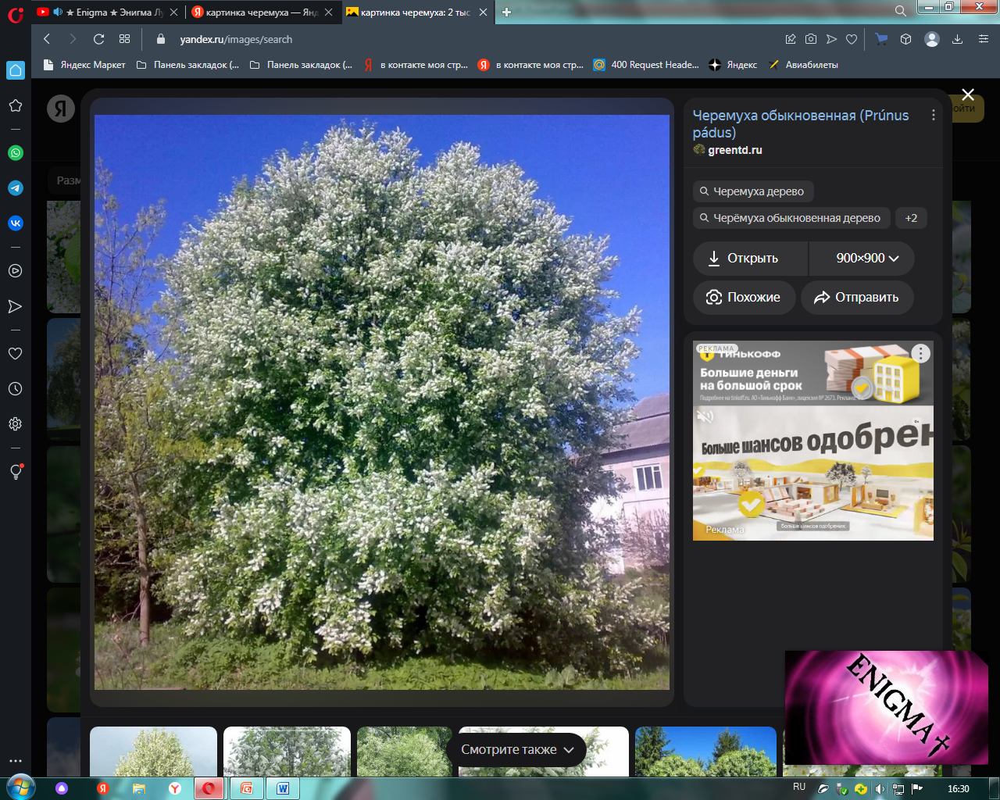 ★ Enigma ★ Энигма Лу
картинка черемуха — Янд
картинка черемуха: 2 тыс
yandex.ru/images/search
Яндекс Маркет
Панель закладок (...
Панель закладок (...
в контакте моя стр...
в контакте моя стр...
400 Request Heade...
Яндекс
Авиабилеты
Я
ойти
Разм
Черемуха обыкновенная (Prúnus
pádus)
greentd.ru
Черемуха дерево
Черёмуха обыкновенная дерево
+2
Открыть
900×900
Похожие
Отправить
РЕКЛАМА
ТИНЬКОФФ
Большие деньги
на большой срок
Подробнее на tinkoff.ru. АО «Тинькофф Банк», лицензия № 2673. Реклама.
0+
Больше шансов одобрен
Больше шансов одобрения.
Реклама
ENIGMA†
Смотрите также
RU
16:30